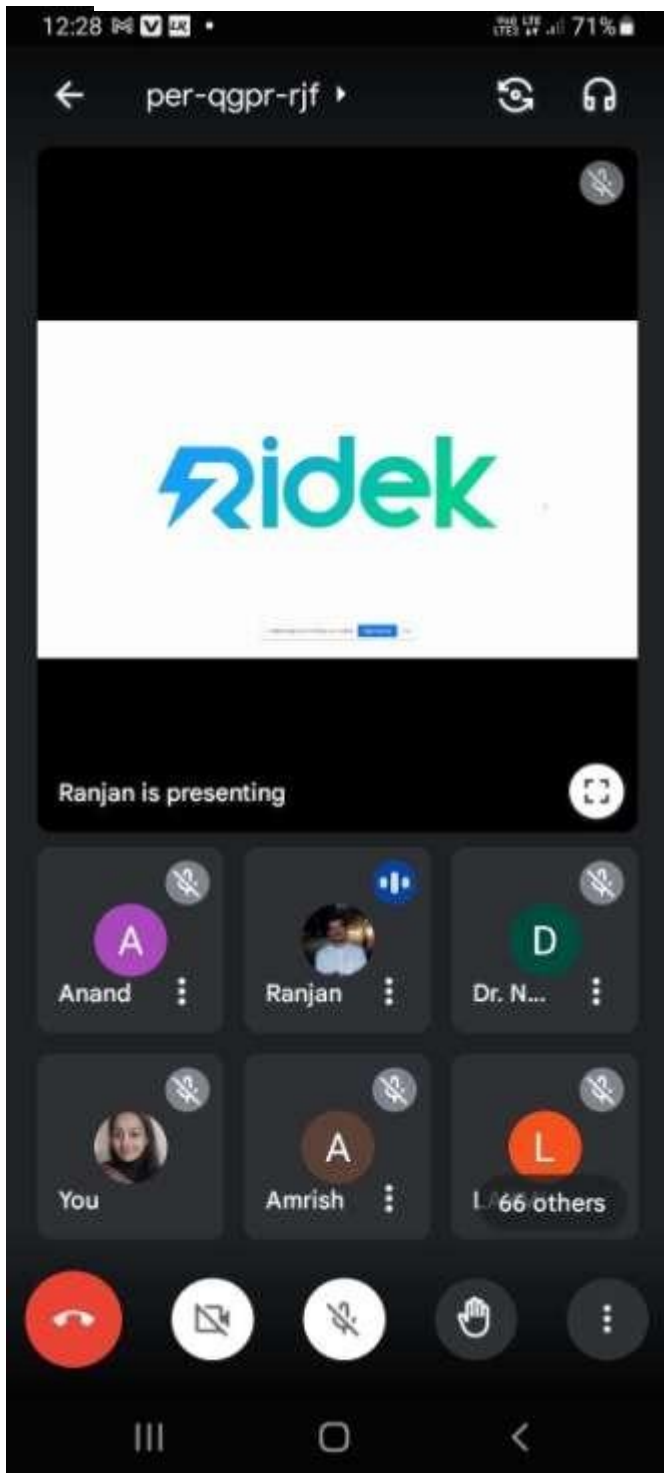 12:28 71%
per-qgpr-rjf
Ridek
Ranjan is presenting
A
Anand
Ranjan
D
Dr. N...
You
A
Amrish
L
66 others